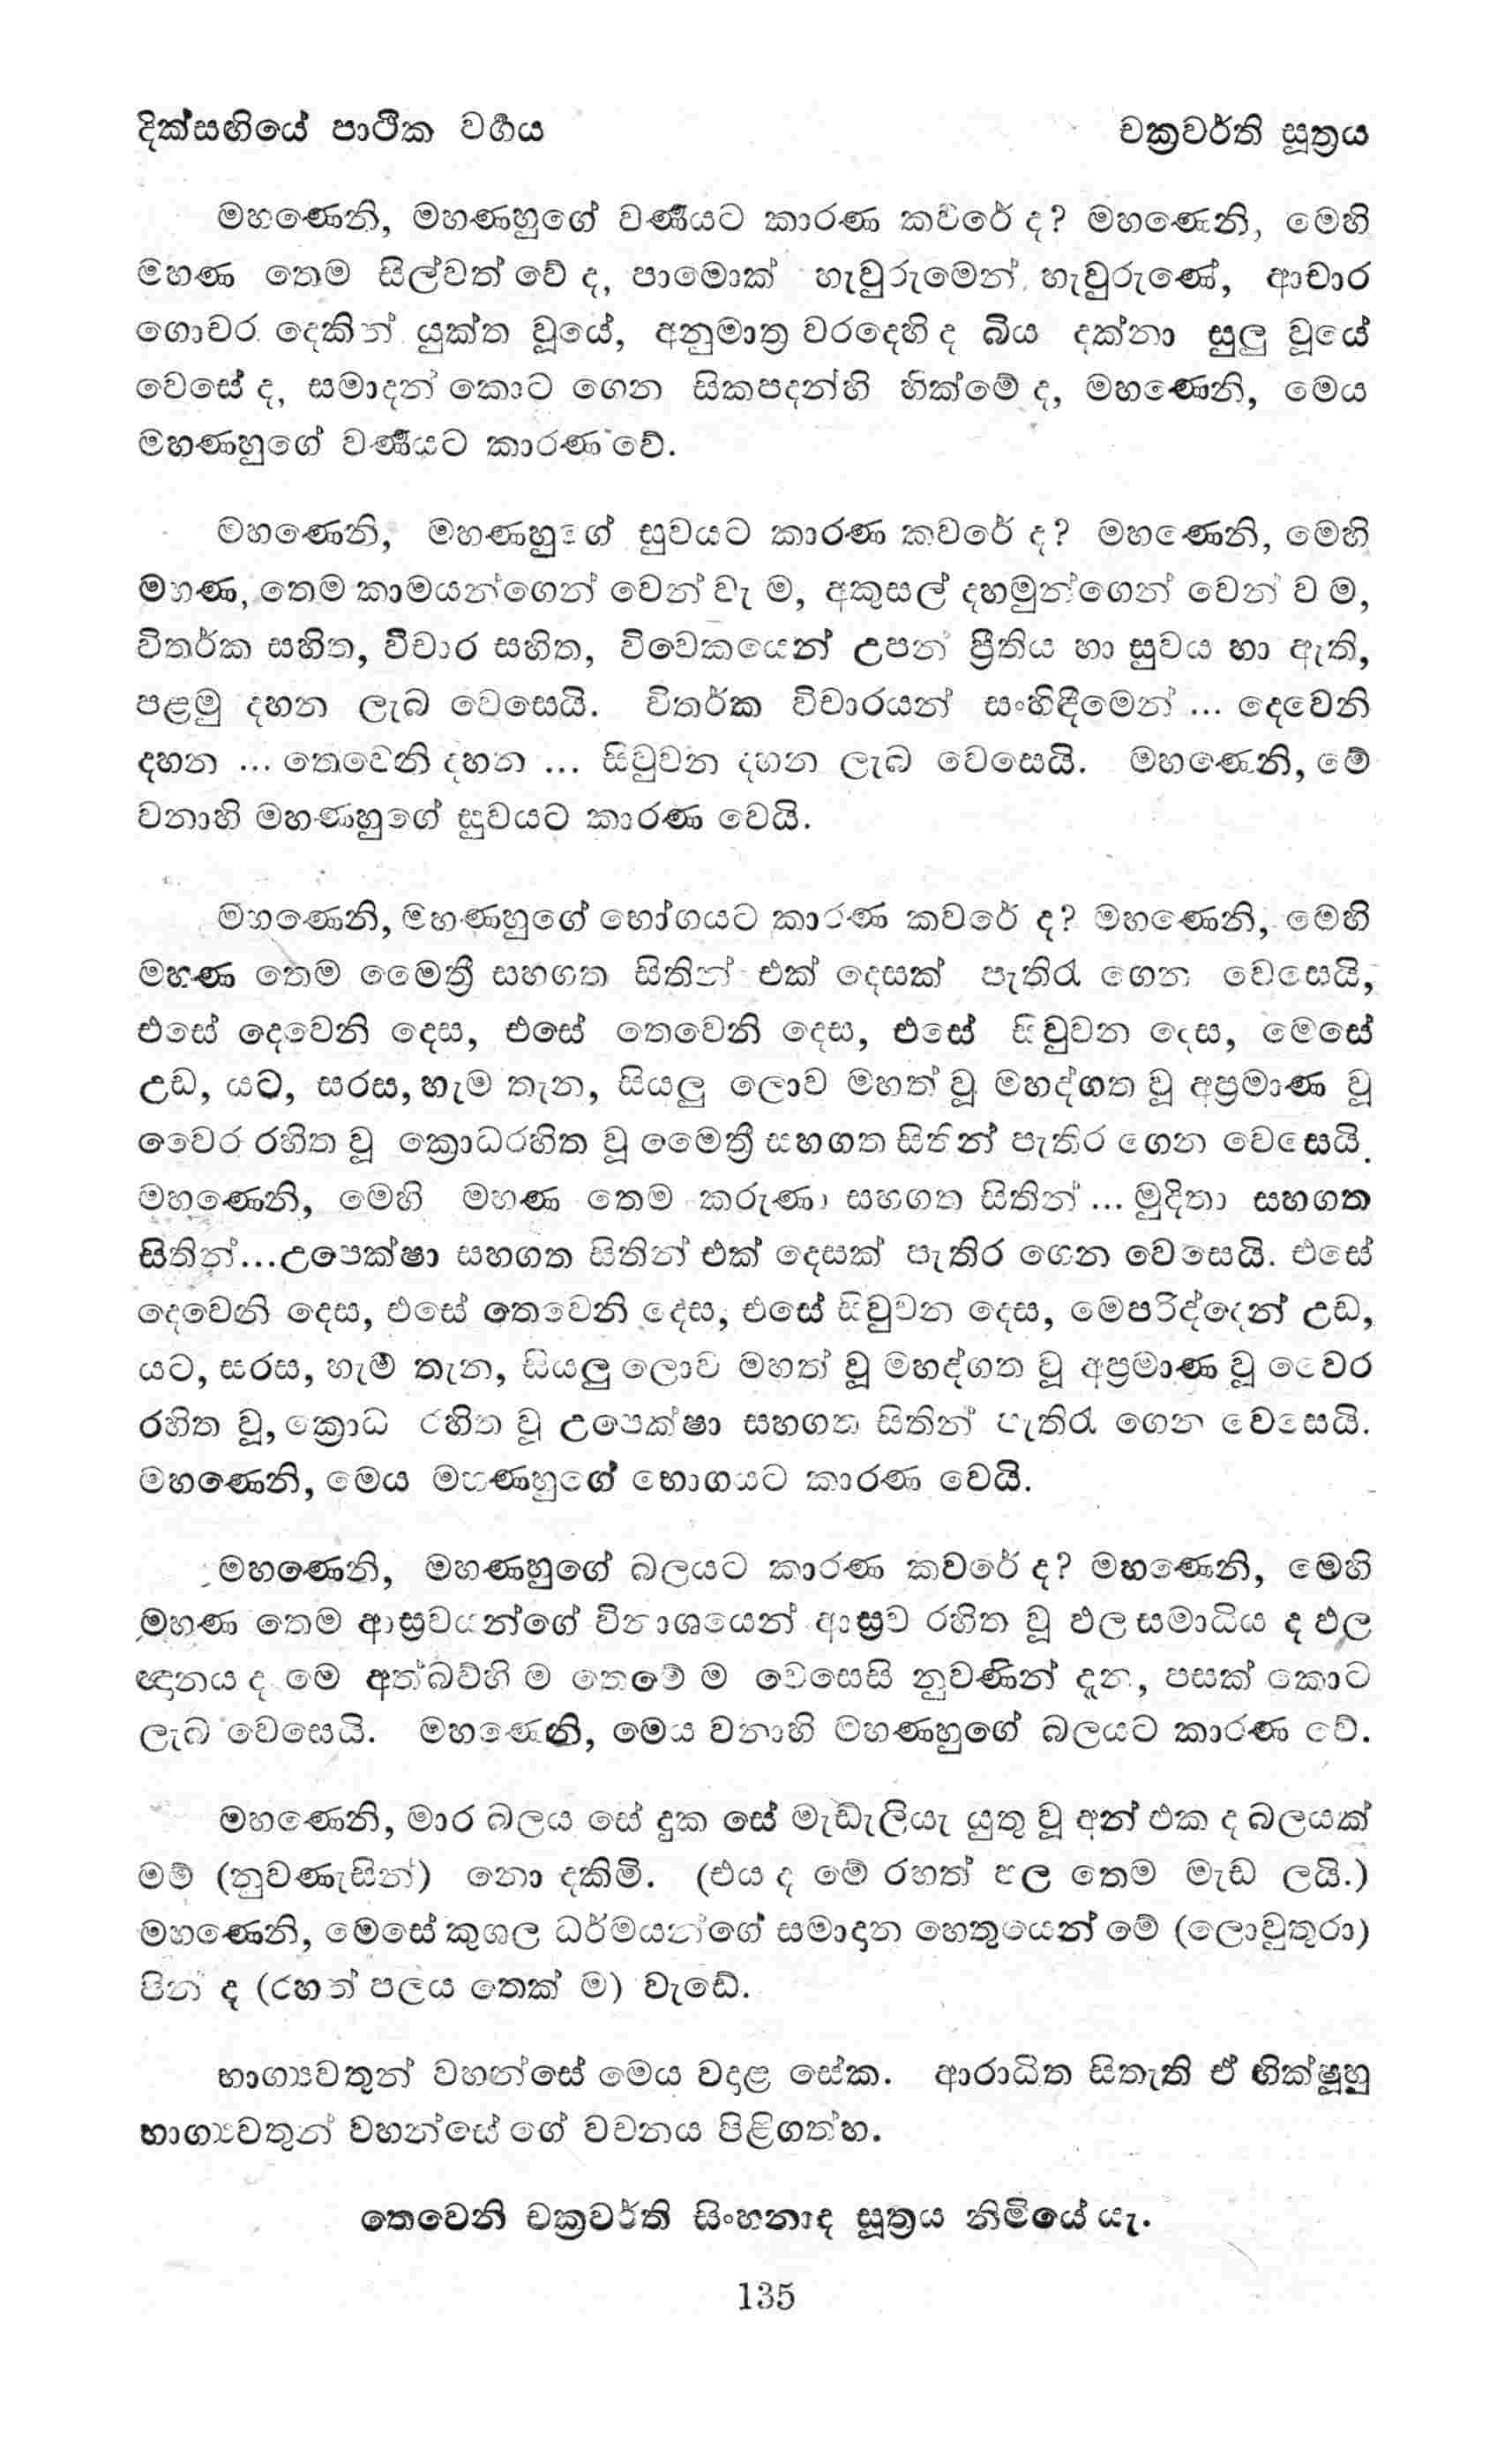 දික්සඟියේ පාථික වර්‍ගය
චක්‍රවර්ති සූත්‍රය
මහණෙනි, මහණහුගේ වර්‍ණයට කාරණ කවරේ ද? මහණෙනි, මෙහි
මහණ තෙම සිල්වත් වේ ද, පාමොක් හැවුරුමෙන් හැවුරුණේ, ආචාර
ගොචර දෙකින් යුක්ත වූයේ, අනුමාත්‍ර වරදෙහි ද බිය දක්නා සුලු වූයේ
වෙසේ ද, සමාදන් කොට ගෙන සිකපදන්හි හික්මේ ද, මහණෙනි, මෙය
මහණහුගේ වර්‍ණයට කාරණ වේ.
මහණෙනි, මහණහුගේ සුවයට කාරණ කවරේ ද? මහණෙනි, මෙහි
මහණ, තෙම කාමයන්ගෙන් වෙන් වැ ම, අකුසල් දහමුන්ගෙන් වෙන් ව ම,
විතර්ක සහිත, විචාර සහිත, විවෙකයෙන් උපන් ප්‍රීතිය හා සුවය හා ඇති,
පළමු දහන ලැබ වෙසෙයි. විතර්ක විචාරයන් සංහිඳීමෙන් ... දෙවෙනි
දහන ... තෙවෙනි දහන ... සිවුවන දහන ලැබ වෙසෙයි. මහණෙනි, මේ
වනාහි මහණහුගේ සුවයට කාරණ වෙයි.
මහණෙනි, මහණහුගේ භෝගයට කාරණ කවරේ ද? මහණෙනි, මෙහි
මහණ තෙම මෛත්‍රී සහගත සිතින් එක් දෙසක් පැතිරැ ගෙන වෙසෙයි,
එසේ දෙවෙනි දෙස, එසේ තෙවෙනි දෙස, එසේ සිවුවන දෙස, මෙසේ
උඩ, යට, සරස, හැම තැන, සියලු ලොව මහත් වූ මහද්ගත වූ අප්‍රමාණ වූ
වෛර රහිත වූ ක්‍රොධරහිත වූ මෛත්‍රී සහගත සිතින් පැතිර ගෙන වෙසෙයි.
මහණෙනි, මෙහි මහණ තෙම කරුණා සහගත සිතින් ... මුදිතා සහගත
සිතින්...උපෙක්ෂා සහගත සිතින් එක් දෙසක් පැතිර ගෙන වෙසෙයි. එසේ
දෙවෙනි දෙස, එසේ තෙවෙනි දෙස, එසේ සිවුවන දෙස, මෙපරිද්දෙන් උඩ,
යට, සරස, හැම තැන, සියලු ලොව මහත් වූ මහද්ගත වූ අප්‍රමාණ වූ වෛර
රහිත වූ, ක්‍රොධ රහිත වූ උපෙක්ෂා සහගත සිතින් පැතිරැ ගෙන වෙසෙයි.
මහණෙනි, මෙය මහණහුගේ භොගයට කාරණ වෙයි.
මහණෙනි, මහණහුගේ බලයට කාරණ කවරේ ද? මහණෙනි, මෙහි
මහණ තෙම ආස්‍රවයන්ගේ විනාශයෙන් ආස්‍රව රහිත වූ ඵල සමාධිය ද ඵල
ඥානය ද මෙ අත්බව්හි ම තෙමේ ම වෙසෙසි නුවණින් දැන, පසක් කොට
ලැබ වෙසෙයි. මහණෙනි, මෙය වනාහි මහණහුගේ බලයට කාරණ වේ.
මහණෙනි, මාර බලය සේ දුක සේ මැඩැලියැ යුතු වූ අන් එක ද බලයක්
මම් (නුවණැසින්) නො දකිමි. (එය ද මේ රහත් පල තෙම මැඩ ලයි.)
මහණෙනි, මෙසේ කුශල ධර්මයන්ගේ සමාදාන හෙතුයෙන් මේ (ලොවුතුරා)
පින් ද (රහත් පලය තෙක් ම) වැඩේ.
භාග්‍යවතුන් වහන්සේ මෙය වදාළ සේක. ආරාධිත සිතැති ඒ භික්ෂූහු
භාග්‍යවතුන් වහන්සේ ගේ වචනය පිළිගත්හ.
තෙවෙනි චක්‍රවර්ති සිංහනාද සූත්‍රය නිමියේ යැ.
135